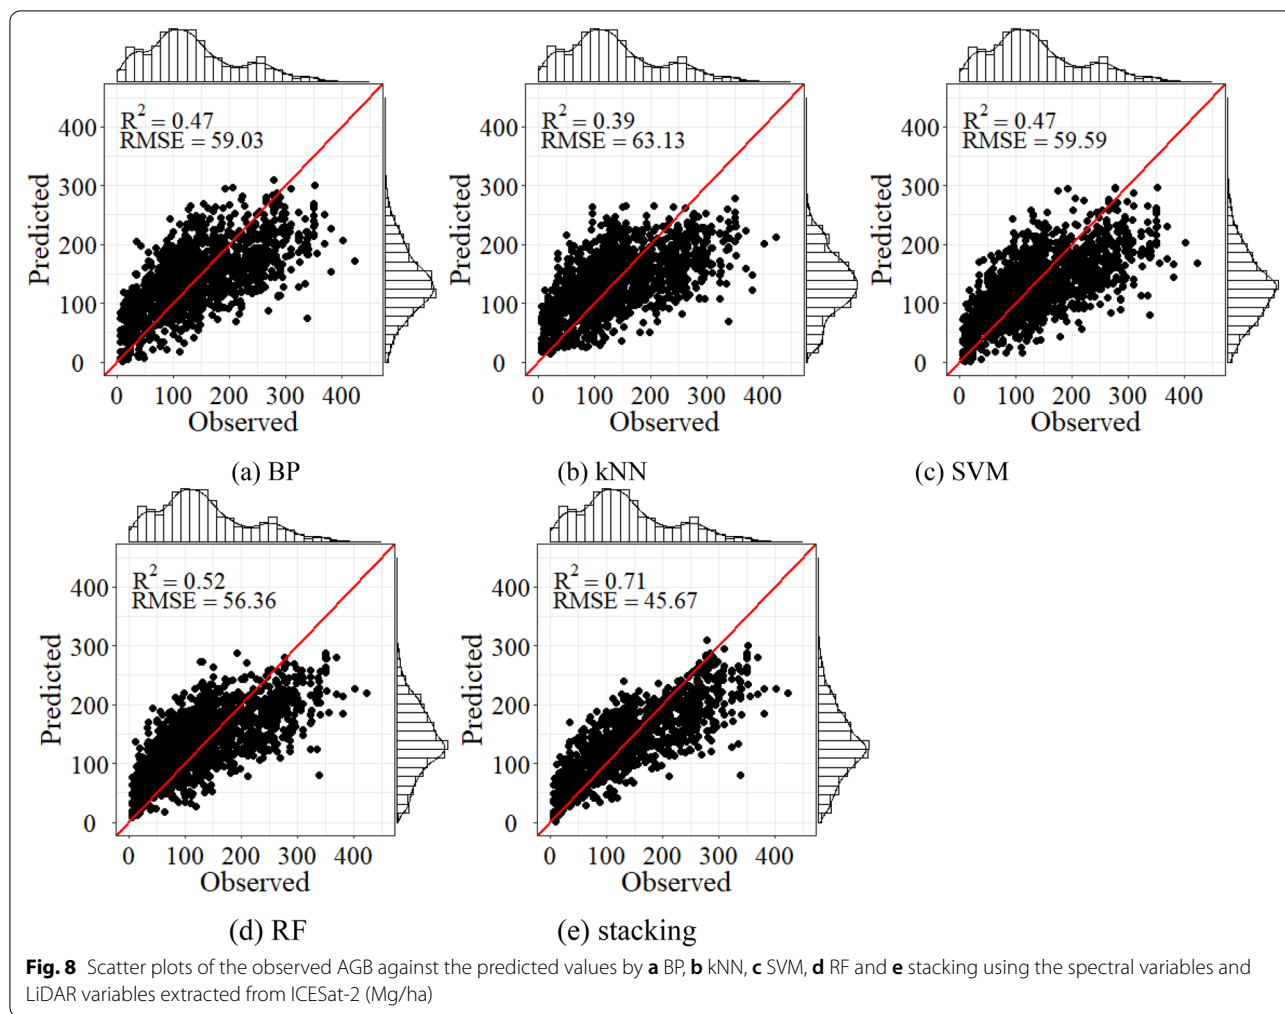 R² = 0.47
RMSE = 59.03
400
300
200
100
0
Predicted
0 100 200 300 400
Observed
(a) BP
R² = 0.39
RMSE = 63.13
400
300
200
100
0
Predicted
0 100 200 300 400
Observed
(b) kNN
R² = 0.47
RMSE = 59.59
400
300
200
100
0
Predicted
0 100 200 300 400
Observed
(c) SVM
R² = 0.52
RMSE = 56.36
400
300
200
100
0
Predicted
0 100 200 300 400
Observed
(d) RF
R² = 0.71
RMSE = 45.67
400
300
200
100
0
Predicted
0 100 200 300 400
Observed
(e) stacking
Fig. 8 Scatter plots of the observed AGB against the predicted values by a BP, b kNN, c SVM, d RF and e stacking using the spectral variables and
LiDAR variables extracted from ICESat-2 (Mg/ha)